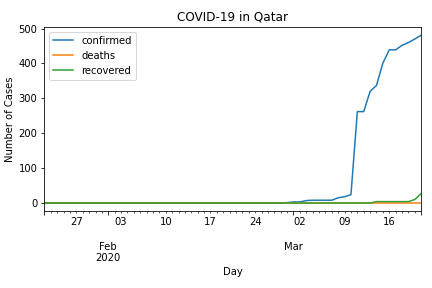 COVID-19 in Qatar
confirmed
deaths
recovered
Number of Cases
500
400
300
200
100
0
27 03 10 17 24 02 09 16
Feb Mar
2020
Day